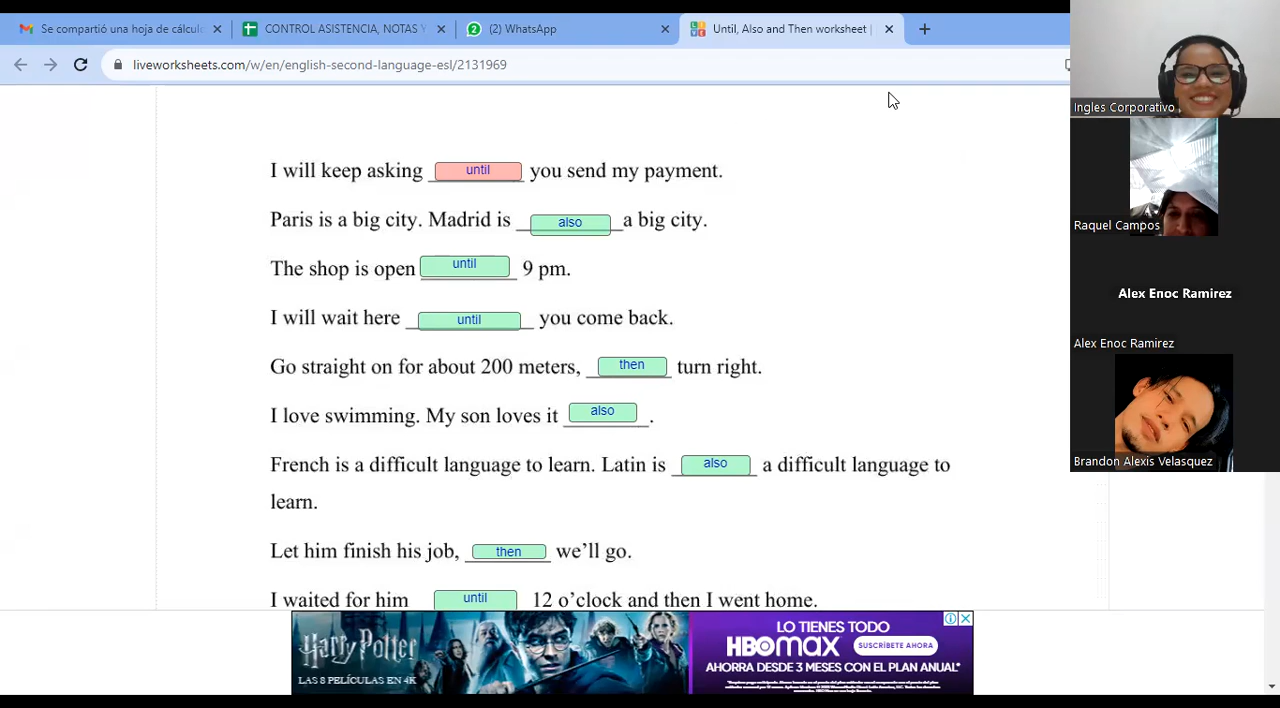 Se compartió una hoja de cálculo
CONTROL ASISTENCIA, NOTAS Y
(2) WhatsApp
Until, Also and Then worksheet |
liveworksheets.com/w/en/english-second-language-esl/2131969
I will keep asking until you send my payment.
Paris is a big city. Madrid is also a big city.
The shop is open until 9 pm.
I will wait here until you come back.
Go straight on for about 200 meters, then turn right.
I love swimming. My son loves it also.
French is a difficult language to learn. Latin is also a difficult language to
learn.
Let him finish his job, then we’ll go.
I waited for him until 12 o’clock and then I went home.
Harry Potter
LAS 8 PELÍCULAS EN 4K
LO TIENES TODO
HBOMAX
SUSCRÍBETE AHORA
AHORA DESDE 3 MESES CON EL PLAN ANUAL*
Ingles Corporativo
Raquel Campos
Alex Enoc Ramirez
Alex Enoc Ramirez
Brandon Alexis Velasquez